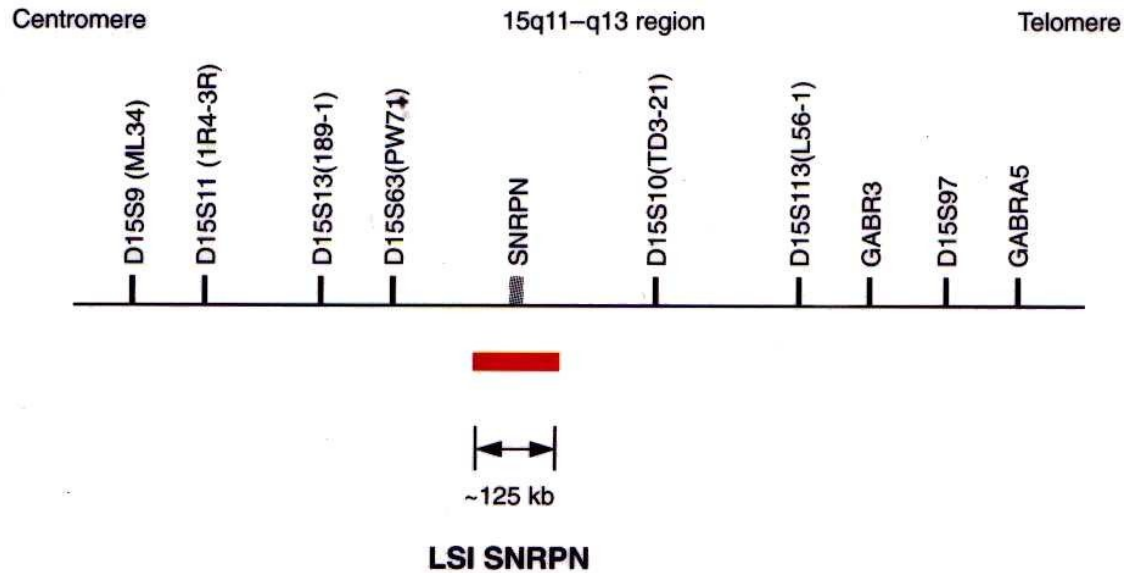 Centromere 15q11–q13 region Telomere
D15S9 (ML34)
D15S11 (1R4-3R)
D15S13(189-1)
D15S63(PW71)
SNRPN
D15S10(TD3-21)
D15S113(L56-1)
GABR3
D15S97
GABRA5
~125 kb
LSI SNRPN